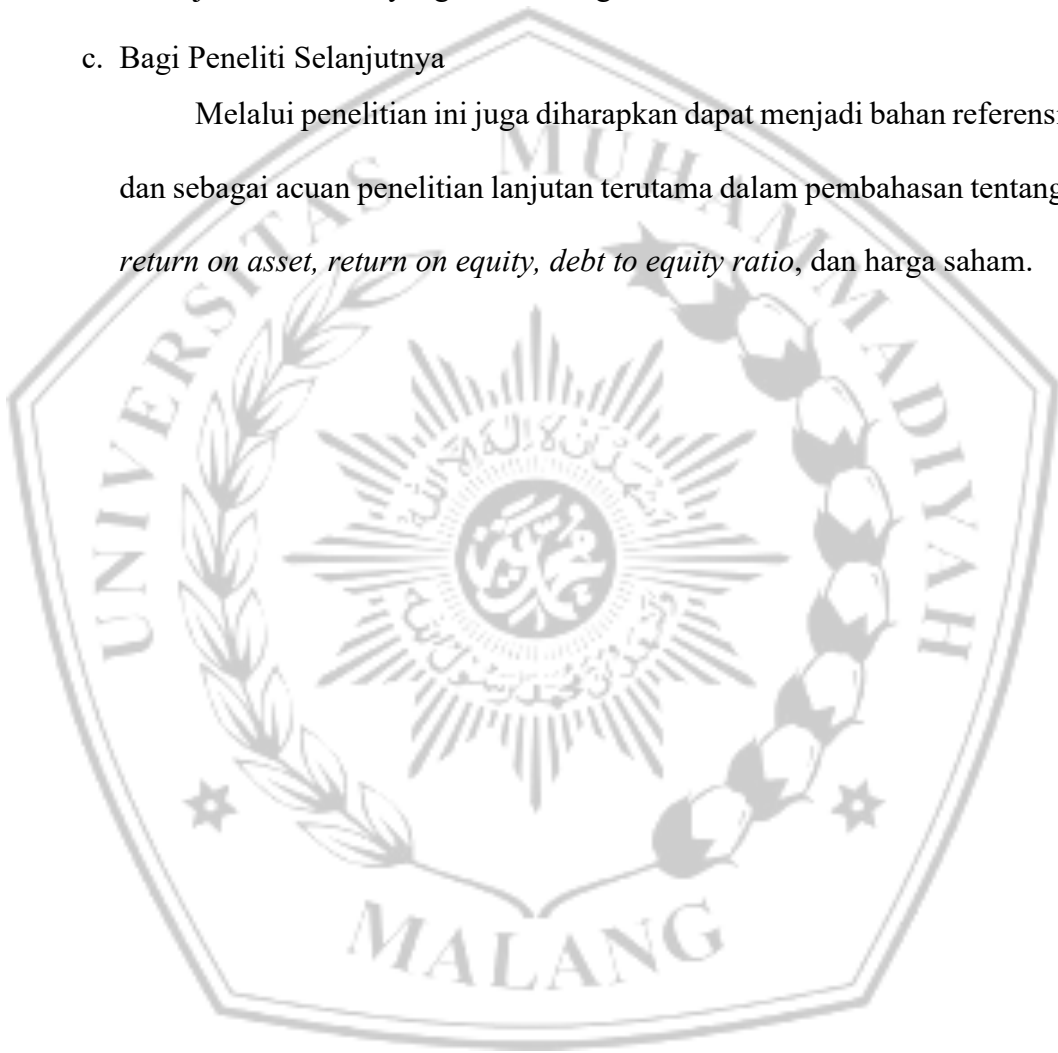 c. Bagi Peneliti Selanjutnya
Melalui penelitian ini juga diharapkan dapat menjadi bahan referensi
dan sebagai acuan penelitian lanjutan terutama dalam pembahasan tentang
return on asset, return on equity, debt to equity ratio, dan harga saham.
UNIVERSITAS MUHAMMADIYAH
MALANG